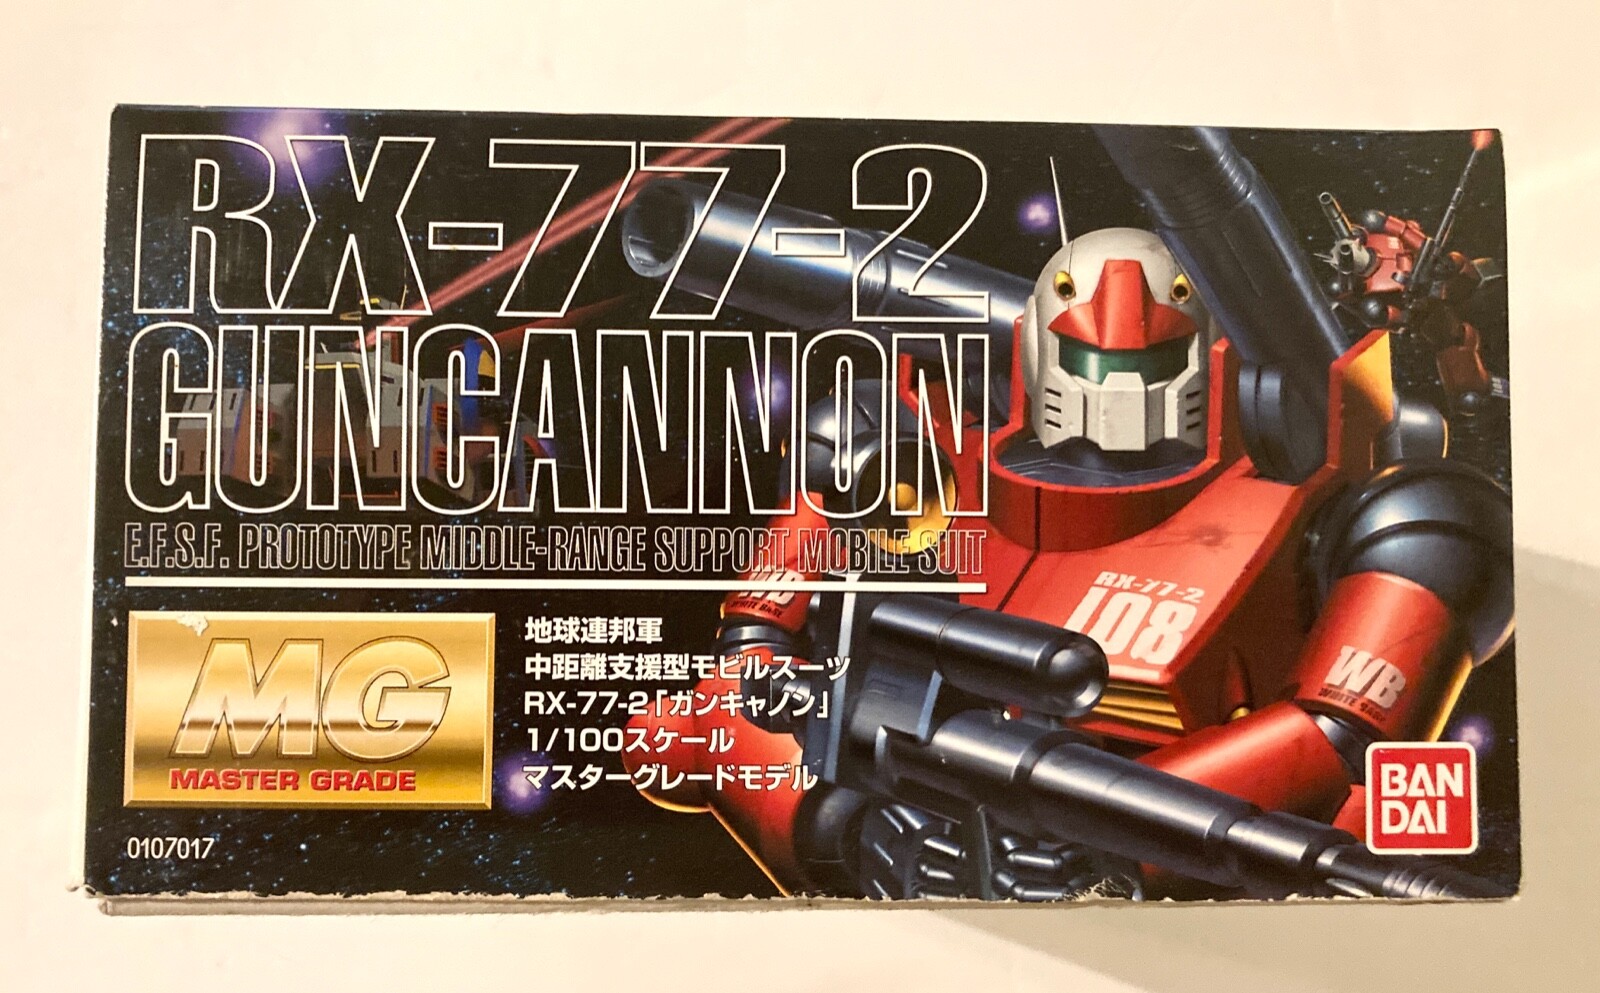 RX-77-2
GUNCANNON
E.F.S.F. PROTOTYPE MIDDLE-RANGE SUPPORT MOBILE SUIT
MG
MASTER GRADE
地球連邦軍
中距離支援型モビルスーツ
RX-77-2「ガンキャノン」
1/100スケール
マスターグレードモデル
0107017
WB
WHITE BASE
RX-77-2
108
WB
WHITE BASE
BAN
DAI